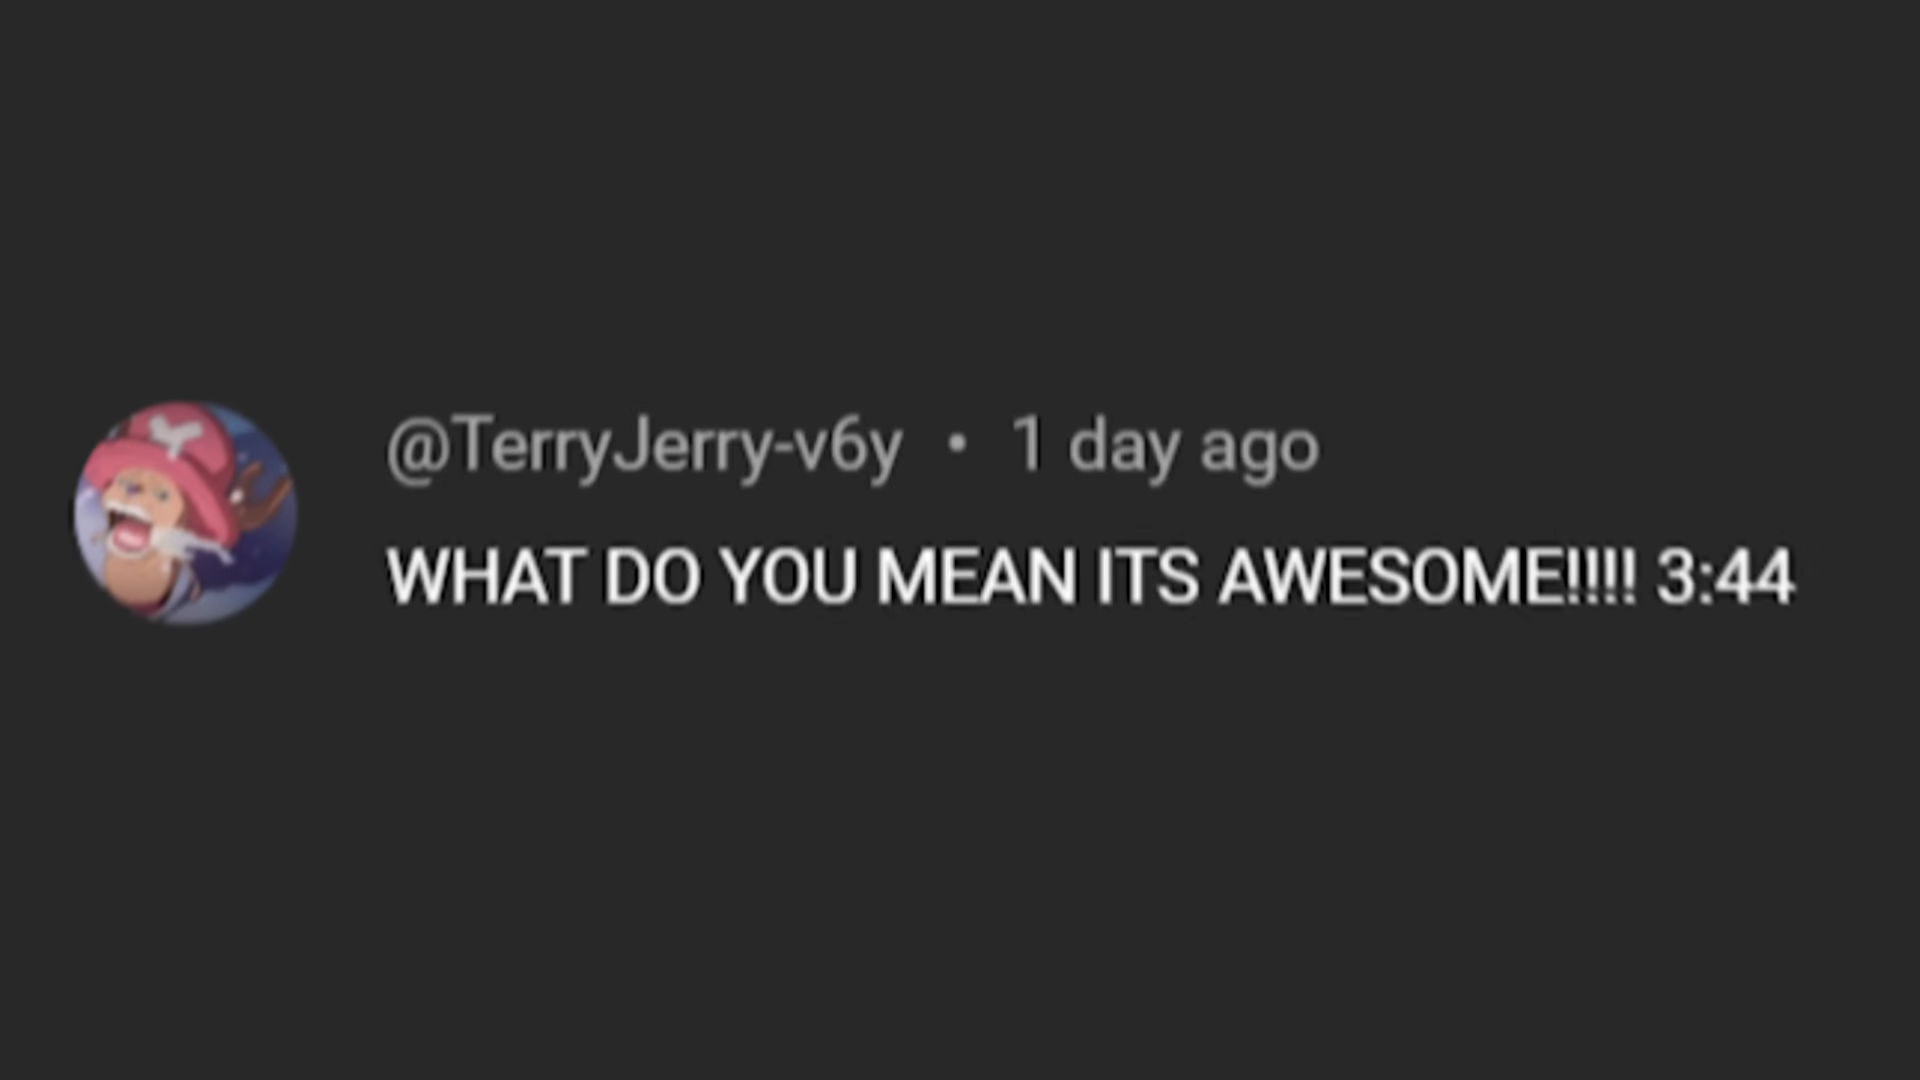 @TerryJerry-v6y • 1 day ago
WHAT DO YOU MEAN ITS AWESOME!!!! 3:44